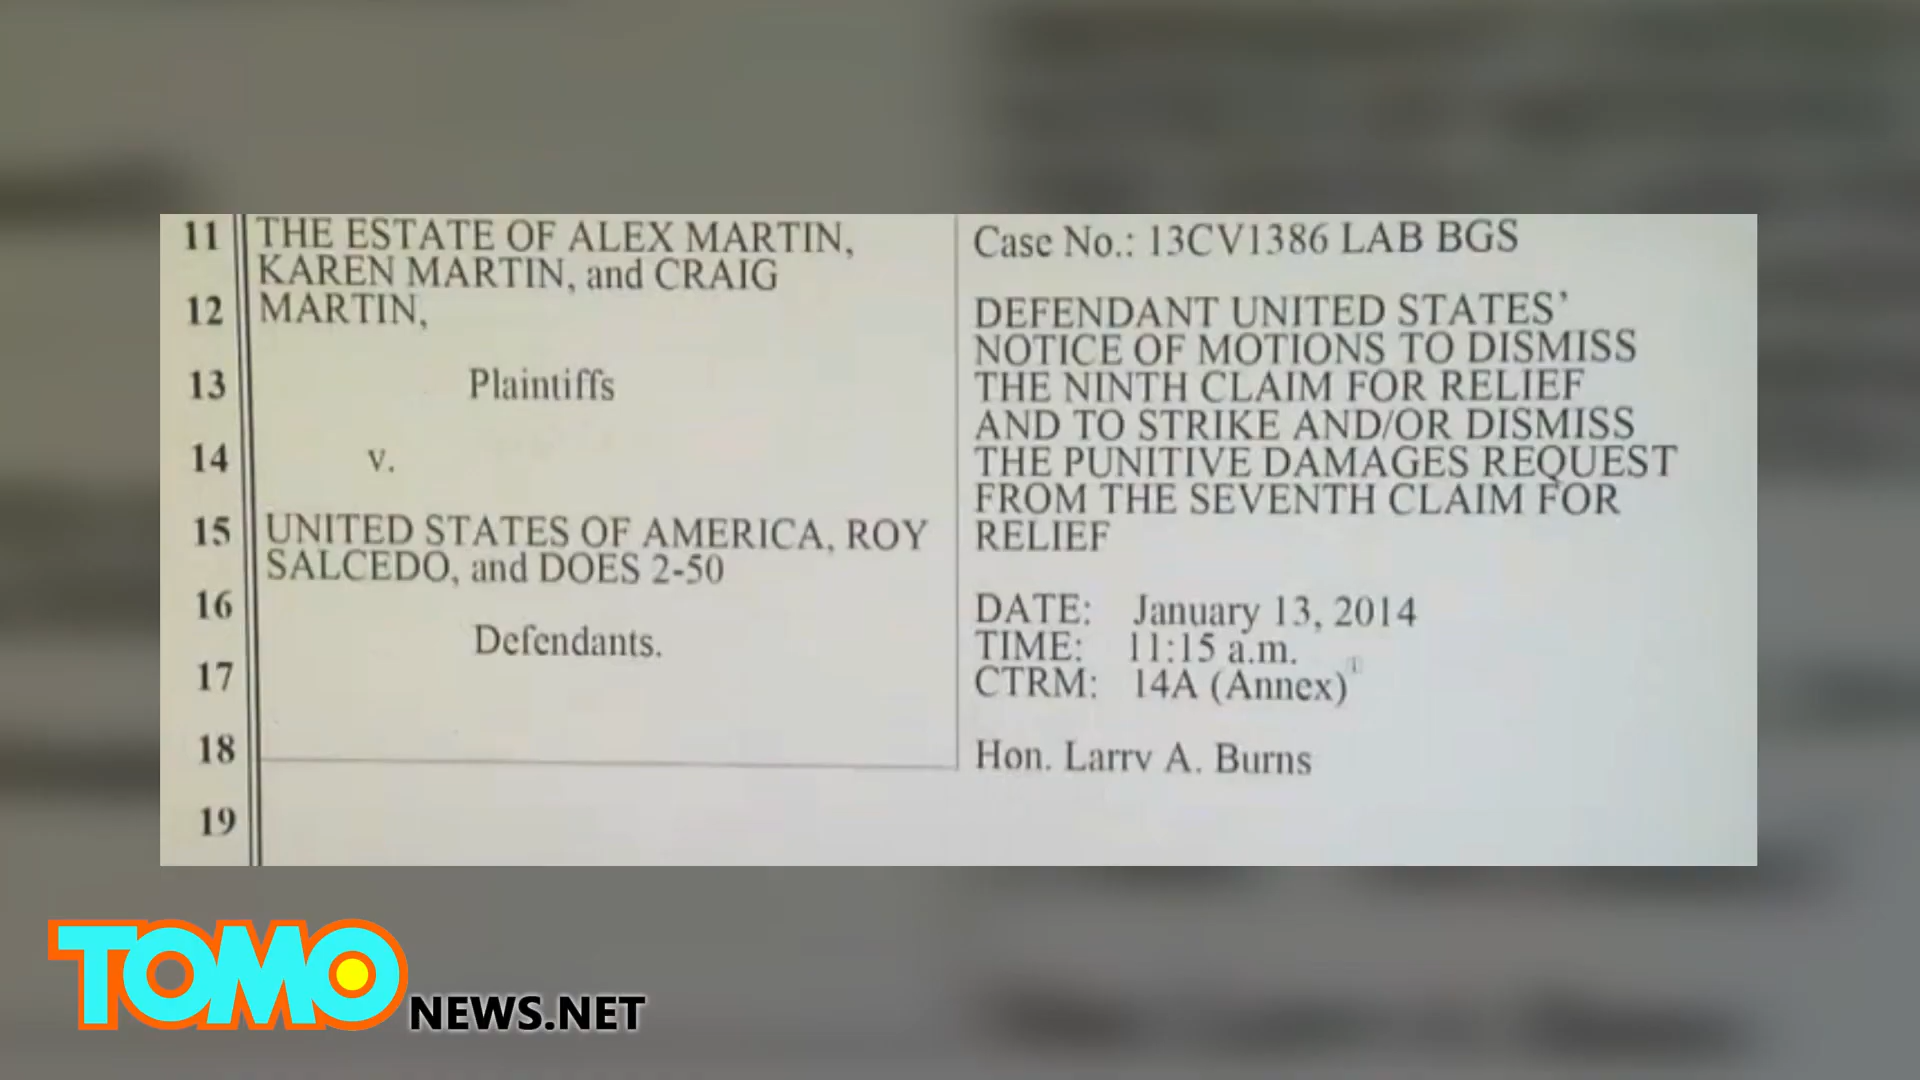 11 THE ESTATE OF ALEX MARTIN,
KAREN MARTIN, and CRAIG
12 MARTIN,
13 Plaintiffs
14 v.
15 UNITED STATES OF AMERICA, ROY
SALCEDO, and DOES 2-50
16
Defendants.
17
18
19
Case No.: 13CV1386 LAB BGS
DEFENDANT UNITED STATES’
NOTICE OF MOTIONS TO DISMISS
THE NINTH CLAIM FOR RELIEF
AND TO STRIKE AND/OR DISMISS
THE PUNITIVE DAMAGES REQUEST
FROM THE SEVENTH CLAIM FOR
RELIEF
DATE: January 13, 2014
TIME: 11:15 a.m.
CTRM: 14A (Annex)
Hon. Larry A. Burns
TOMO NEWS.NET